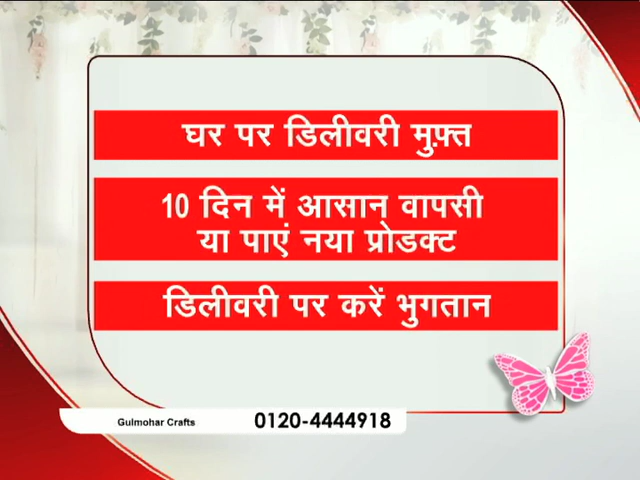 घर पर डिलीवरी मुफ़्त
10 दिन में आसान वापसी
या पाएं नया प्रोडक्ट
डिलीवरी पर करें भुगतान
Gulmohar Crafts 0120-4444918